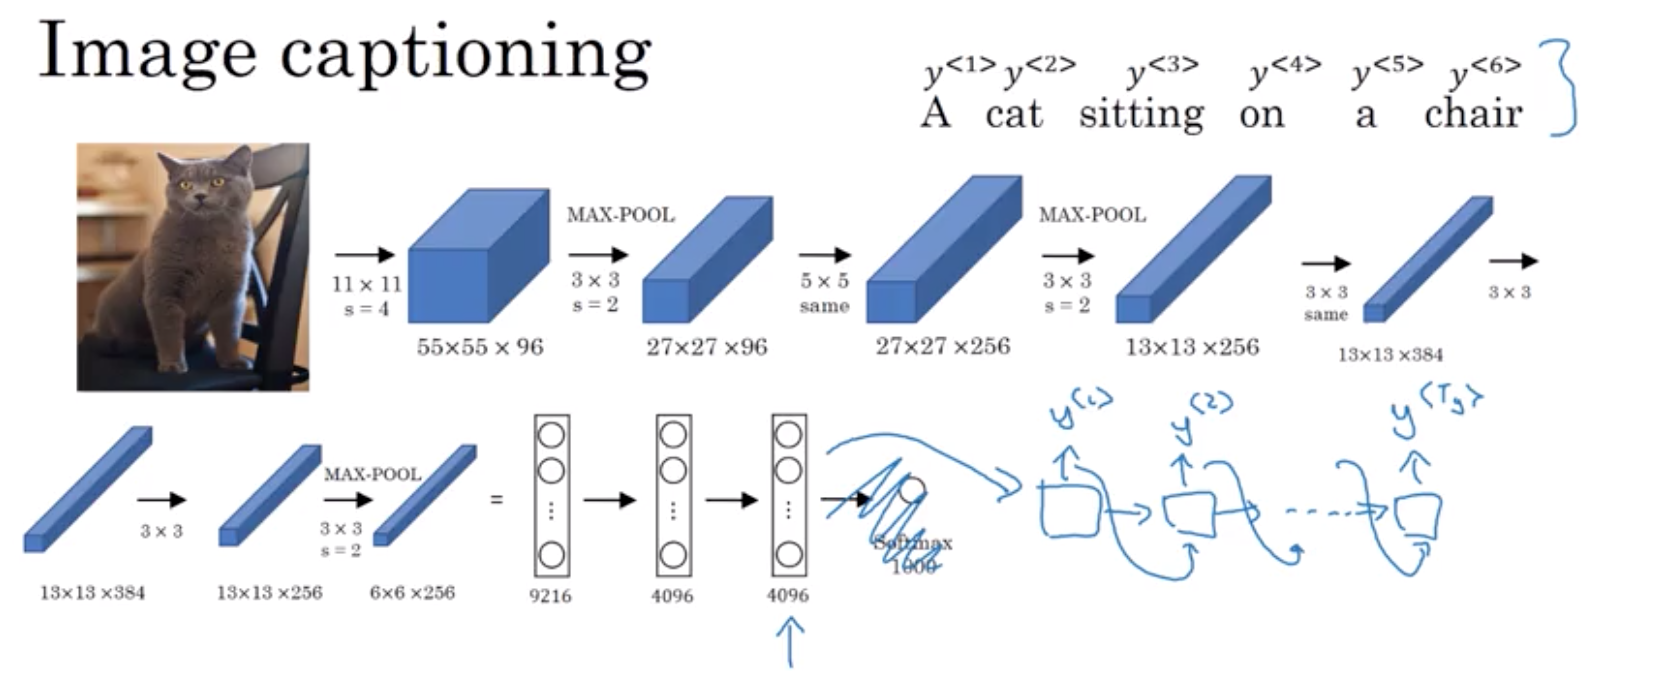 Image captioning
y<1> y<2> y<3> y<4> y<5> y<6>
A cat sitting on a chair
MAX-POOL MAX-POOL
11 × 11 3 × 3 5 × 5 3 × 3 3 × 3 3 × 3
s = 4 s = 2 same s = 2 same
55×55 × 96 27×27 ×96 27×27 ×256 13×13 ×256 13×13 ×384
y<1> y<2> y<Ty>
MAX-POOL
=
3 × 3 3 × 3
s = 2
Softmax
1000
13×13 ×384 13×13 ×256 6×6 ×256 9216 4096 4096